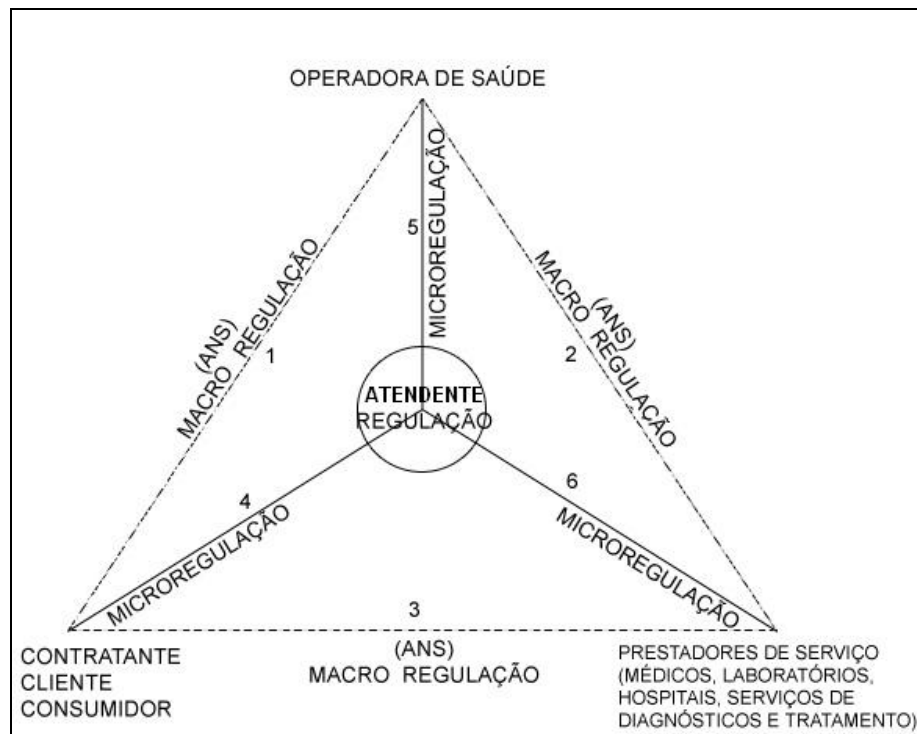 OPERADORA DE SAÚDE
MICROREGULAÇÃO
5
(ANS)
MACRO REGULAÇÃO
1
(ANS)
MACRO REGULAÇÃO
2
ATENDENTE
REGULAÇÃO
4
MICROREGULAÇÃO
6
MICROREGULAÇÃO
3
(ANS)
MACRO REGULAÇÃO
CONTRATANTE
CLIENTE
CONSUMIDOR
PRESTADORES DE SERVIÇO
(MÉDICOS, LABORATÓRIOS,
HOSPITAIS, SERVIÇOS DE
DIAGNÓSTICOS E TRATAMENTO)